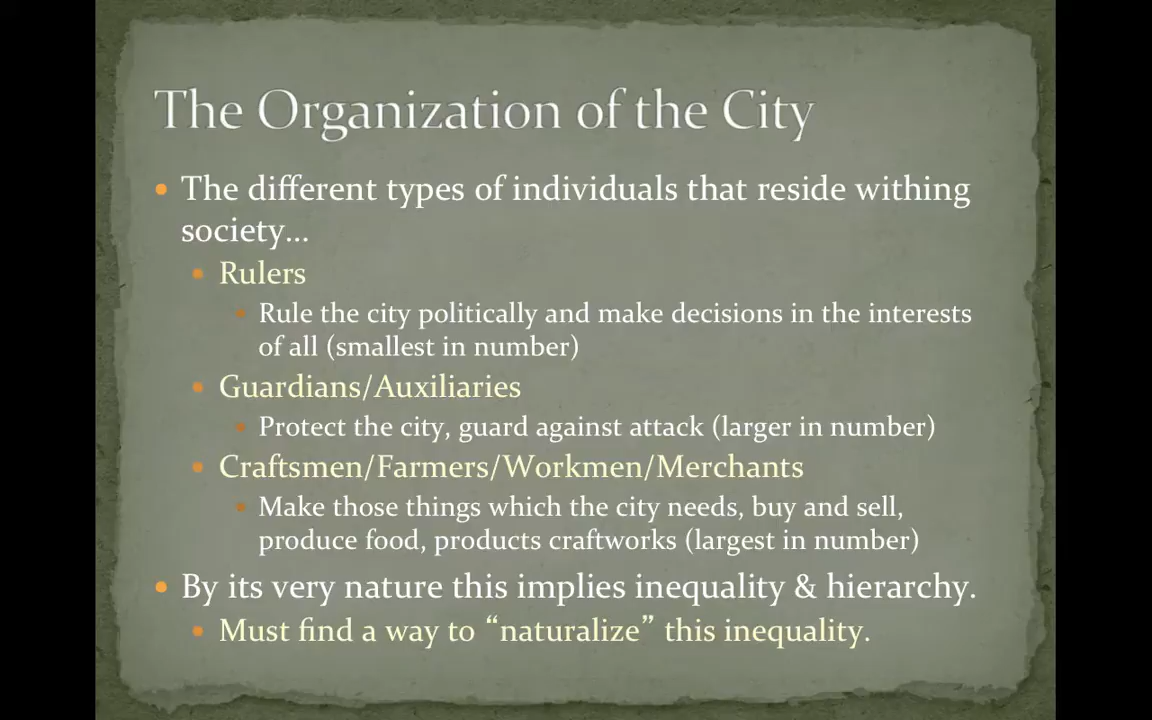 The Organization of the City
• The different types of individuals that reside withing
society...
• Rulers
• Rule the city politically and make decisions in the interests
of all (smallest in number)
• Guardians/Auxiliaries
• Protect the city, guard against attack (larger in number)
• Craftsmen/Farmers/Workmen/Merchants
• Make those things which the city needs, buy and sell,
produce food, products craftworks (largest in number)
• By its very nature this implies inequality & hierarchy.
• Must find a way to “naturalize” this inequality.